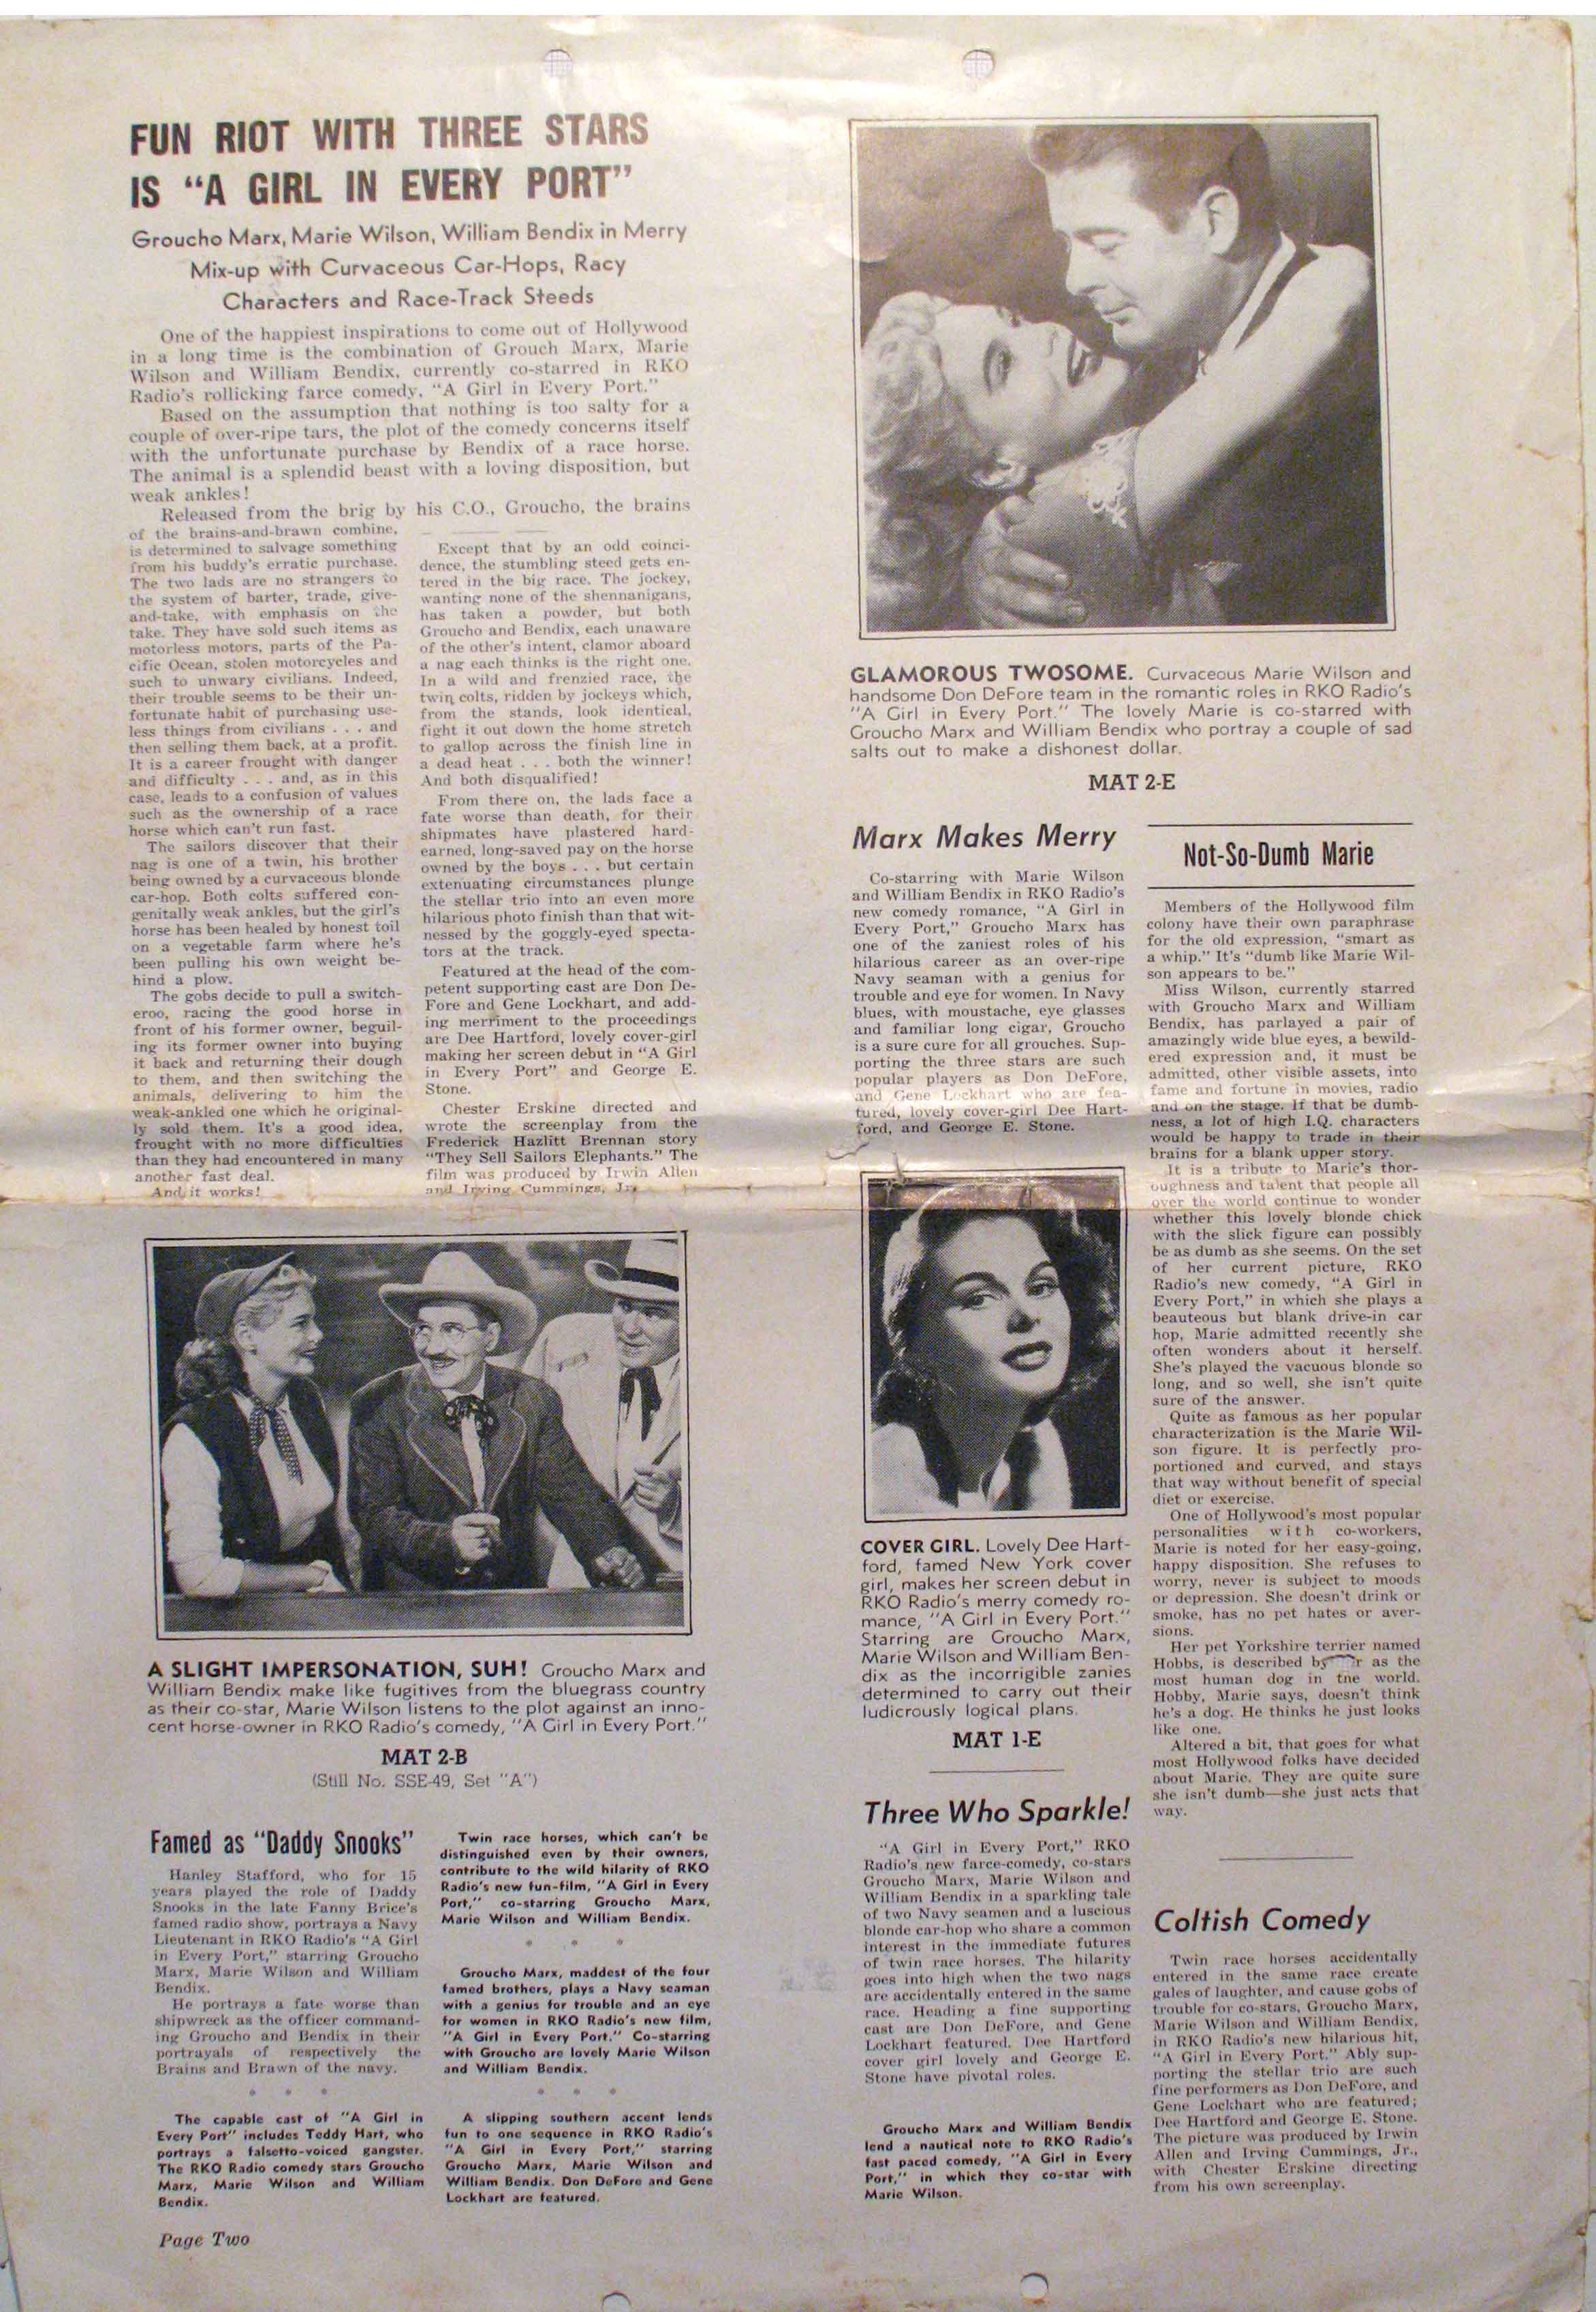 FUN RIOT WITH THREE STARS
IS "A GIRL IN EVERY PORT"
Groucho Marx, Marie Wilson, William Bendix in Merry
Mix-up with Curvaceous Car-Hops, Racy
Characters and Race-Track Steeds
One of the happiest inspirations to come out of Hollywood
in a long time is the combination of Grouch Marx, Marie
Wilson and William Bendix, currently co-starred in RKO
Radio's rollicking farce comedy, "A Girl in Every Port."
Based on the assumption that nothing is too salty for a
couple of over-ripe tars, the plot of the comedy concerns itself
with the unfortunate purchase by Bendix of a race horse.
The animal is a splendid beast with a loving disposition, but
weak ankles!
Released from the brig by his C.O., Groucho, the brains
of the brains-and-brawn combine,
is determined to salvage something
from his buddy's erratic purchase.
The two lads are no strangers to
the system of barter, trade, give-
and-take, with emphasis on the
take. They have sold such items as
motorless motors, parts of the Pa-
cific Ocean, stolen motorcycles and
such to unwary civilians. Indeed,
their trouble seems to be their un-
fortunate habit of purchasing use-
less things from civilians . . . and
then selling them back, at a profit.
It is a career frought with danger
and difficulty . . . and, as in this
case, leads to a confusion of values
such as the ownership of a race
horse which can't run fast.
The sailors discover that their
nag is one of a twin, his brother
being owned by a curvaceous blonde
car-hop. Both colts suffered con-
genitally weak ankles, but the girl's
horse has been healed by honest toil
on a vegetable farm where he's
been pulling his own weight be-
hind a plow.
The gobs decide to pull a switch-
eroo, racing the good horse in
front of his former owner, beguil-
ing its former owner into buying
it back and returning their dough
to them, and then switching the
animals, delivering to him the
weak-ankled one which he original-
ly sold them. It's a good idea,
frought with no more difficulties
than they had encountered in many
another fast deal.
And, it works!
Except that by an odd coinci-
dence, the stumbling steed gets en-
tered in the big race. The jockey,
wanting none of the shennanigans,
has taken a powder, but both
Groucho and Bendix, each unaware
of the other's intent, clamor aboard
a nag each thinks is the right one.
In a wild and frenzied race, the
twin colts, ridden by jockeys which,
from the stands, look identical,
fight it out down the home stretch
to gallop across the finish line in
a dead heat . . . both the winner!
And both disqualified!
From there on, the lads face a
fate worse than death, for their
shipmates have plastered hard-
earned, long-saved pay on the horse
owned by the boys . . . but certain
extenuating circumstances plunge
the stellar trio into an even more
hilarious photo finish than that wit-
nessed by the goggly-eyed specta-
tors at the track.
Featured at the head of the com-
petent supporting cast are Don De-
Fore and Gene Lockhart, and add-
ing merriment to the proceedings
are Dee Hartford, lovely cover-girl
making her screen debut in "A Girl
in Every Port" and George E.
Stone.
Chester Erskine directed and
wrote the screenplay from the
Frederick Hazlitt Brennan story
"They Sell Sailors Elephants." The
film was produced by Irwin Allen
and Irving Cummings, Jr.
A SLIGHT IMPERSONATION, SUH! Groucho Marx and
William Bendix make like fugitives from the bluegrass country
as their co-star, Marie Wilson listens to the plot against an inno-
cent horse-owner in RKO Radio's comedy, "A Girl in Every Port."
MAT 2-B
(Still No. SSE-49, Set "A")
Famed as "Daddy Snooks"
Hanley Stafford, who for 15
years played the role of Daddy
Snooks in the late Fanny Brice's
famed radio show, portrays a Navy
Lieutenant in RKO Radio's "A Girl
in Every Port," starring Groucho
Marx, Marie Wilson and William
Bendix.
He portrays a fate worse than
shipwreck as the officer command-
ing Groucho and Bendix in their
portrayals of respectively the
Brains and Brawn of the navy.
* * *
The capable cast of "A Girl in
Every Port" includes Teddy Hart, who
portrays a falsetto-voiced gangster.
The RKO Radio comedy stars Groucho
Marx, Marie Wilson and William
Bendix.
Twin race horses, which can't be
distinguished even by their owners,
contribute to the wild hilarity of RKO
Radio's new fun-film, "A Girl in Every
Port," co-starring Groucho Marx,
Marie Wilson and William Bendix.
* * *
Groucho Marx, maddest of the four
famed brothers, plays a Navy seaman
with a genius for trouble and an eye
for women in RKO Radio's new film,
"A Girl in Every Port." Co-starring
with Groucho are lovely Marie Wilson
and William Bendix.
* * *
A slipping southern accent lends
fun to one sequence in RKO Radio's
"A Girl in Every Port," starring
Groucho Marx, Marie Wilson and
William Bendix. Don DeFore and Gene
Lockhart are featured.
Page Two
GLAMOROUS TWOSOME. Curvaceous Marie Wilson and
handsome Don DeFore team in the romantic roles in RKO Radio's
"A Girl in Every Port." The lovely Marie is co-starred with
Groucho Marx and William Bendix who portray a couple of sad
salts out to make a dishonest dollar.
MAT 2-E
Marx Makes Merry
Co-starring with Marie Wilson
and William Bendix in RKO Radio's
new comedy romance, "A Girl in
Every Port," Groucho Marx has
one of the zaniest roles of his
hilarious career as an over-ripe
Navy seaman with a genius for
trouble and eye for women. In Navy
blues, with moustache, eye glasses
and familiar long cigar, Groucho
is a sure cure for all grouches. Sup-
porting the three stars are such
popular players as Don DeFore,
and Gene Lockhart who are fea-
tured, lovely cover-girl Dee Hart-
ford, and George E. Stone.
COVER GIRL. Lovely Dee Hart-
ford, famed New York cover
girl, makes her screen debut in
RKO Radio's merry comedy ro-
mance, "A Girl in Every Port."
Starring are Groucho Marx,
Marie Wilson and William Ben-
dix as the incorrigible zanies
determined to carry out their
ludicrously logical plans.
MAT 1-E
Three Who Sparkle!
"A Girl in Every Port," RKO
Radio's new farce-comedy, co-stars
Groucho Marx, Marie Wilson and
William Bendix in a sparkling tale
of two Navy seamen and a luscious
blonde car-hop who share a common
interest in the immediate futures
of twin race horses. The hilarity
goes into high when the two nags
are accidentally entered in the same
race. Heading a fine supporting
cast are Don DeFore, and Gene
Lockhart featured. Dee Hartford
cover girl lovely and George E.
Stone have pivotal roles.
Groucho Marx and William Bendix
lend a nautical note to RKO Radio's
fast paced comedy, "A Girl in Every
Port," in which they co-star with
Marie Wilson.
Not-So-Dumb Marie
Members of the Hollywood film
colony have their own paraphrase
for the old expression, "smart as
a whip." It's "dumb like Marie Wil-
son appears to be."
Miss Wilson, currently starred
with Groucho Marx and William
Bendix, has parlayed a pair of
amazingly wide blue eyes, a bewild-
ered expression and, it must be
admitted, other visible assets, into
fame and fortune in movies, radio
and on the stage. If that be dumb-
ness, a lot of high I.Q. characters
would be happy to trade in their
brains for a blank upper story.
It is a tribute to Marie's thor-
oughness and talent that people all
over the world continue to wonder
whether this lovely blonde chick
with the slick figure can possibly
be as dumb as she seems. On the set
of her current picture, RKO
Radio's new comedy, "A Girl in
Every Port," in which she plays a
beauteous but blank drive-in car
hop, Marie admitted recently she
often wonders about it herself.
She's played the vacuous blonde so
long, and so well, she isn't quite
sure of the answer.
Quite as famous as her popular
characterization is the Marie Wil-
son figure. It is perfectly pro-
portioned and curved, and stays
that way without benefit of special
diet or exercise.
One of Hollywood's most popular
personalities with co-workers,
Marie is noted for her easy-going,
happy disposition. She refuses to
worry, never is subject to moods
or depression. She doesn't drink or
smoke, has no pet hates or aver-
sions.
Her pet Yorkshire terrier named
Hobbs, is described by as the
most human dog in the world.
Hobby, Marie says, doesn't think
he's a dog. He thinks he just looks
like one.
Altered a bit, that goes for what
most Hollywood folks have decided
about Marie. They are quite sure
she isn't dumb—she just acts that
way.
Coltish Comedy
Twin race horses accidentally
entered in the same race create
gales of laughter, and cause gobs of
trouble for co-stars, Groucho Marx,
Marie Wilson and William Bendix,
in RKO Radio's new hilarious hit,
"A Girl in Every Port." Ably sup-
porting the stellar trio are such
fine performers as Don DeFore, and
Gene Lockhart who are featured;
Dee Hartford and George E. Stone.
The picture was produced by Irwin
Allen and Irving Cummings, Jr.,
with Chester Erskine directing
from his own screenplay.